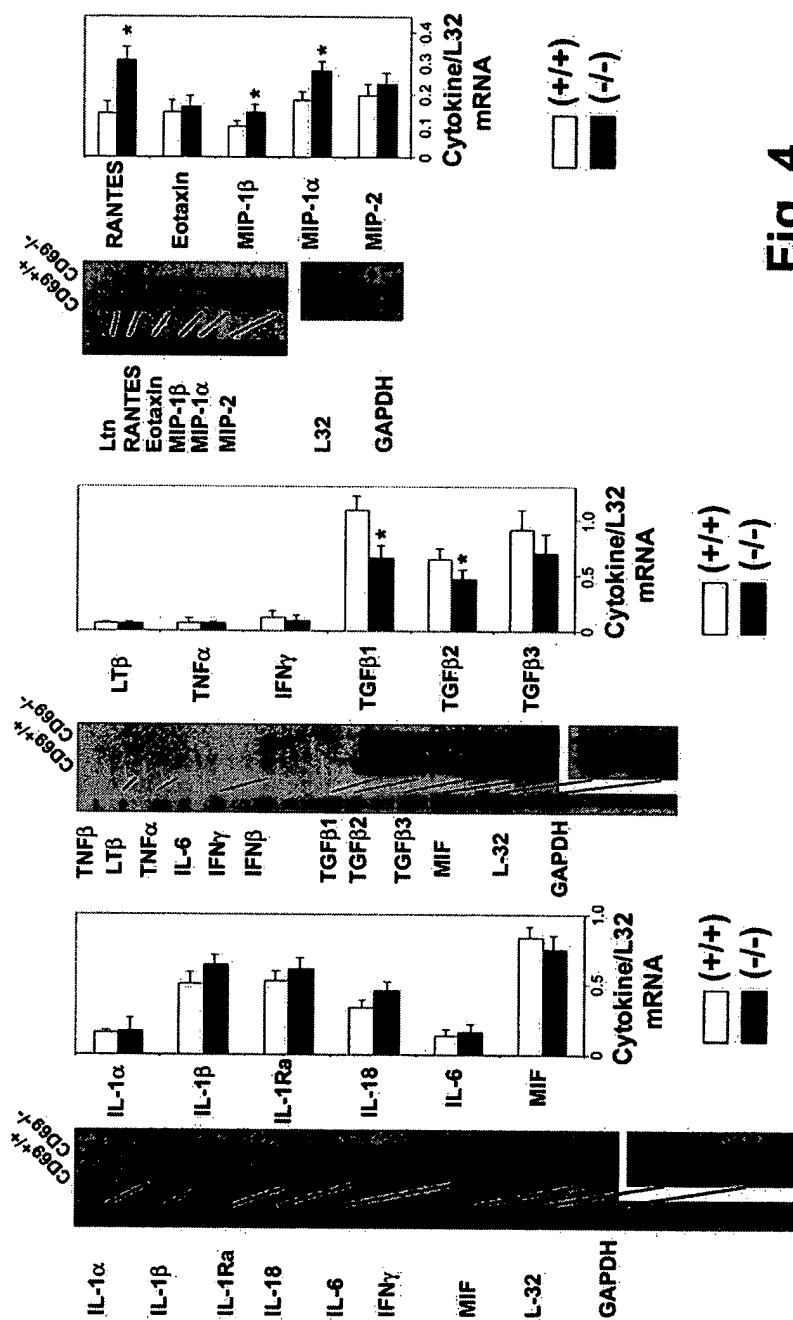 CD69+/+
CD69-/-
IL-1α
IL-1β
IL-1Ra
IL-18
IL-6
IFNγ
MIF
L-32
GAPDH
IL-1α
IL-1β
IL-1Ra
IL-18
IL-6
MIF
0 0.5 1.0
Cytokine/L32
mRNA
(+/+)
(-/-)
CD69+/+
CD69-/-
TNFβ
LTβ
TNFα
IL-6
IFNγ
IFNβ
TGFβ1
TGFβ2
TGFβ3
MIF
L-32
GAPDH
LTβ
TNFα
IFNγ
TGFβ1
*
TGFβ2
*
TGFβ3
0 0.5 1.0
Cytokine/L32
mRNA
(+/+)
(-/-)
CD69+/+
CD69-/-
Ltn
RANTES
Eotaxin
MIP-1β
MIP-1α
MIP-2
L32
GAPDH
RANTES
*
Eotaxin
MIP-1β
*
MIP-1α
*
MIP-2
0 0.1 0.2 0.3 0.4
Cytokine/L32
mRNA
(+/+)
(-/-)
Fig. 4